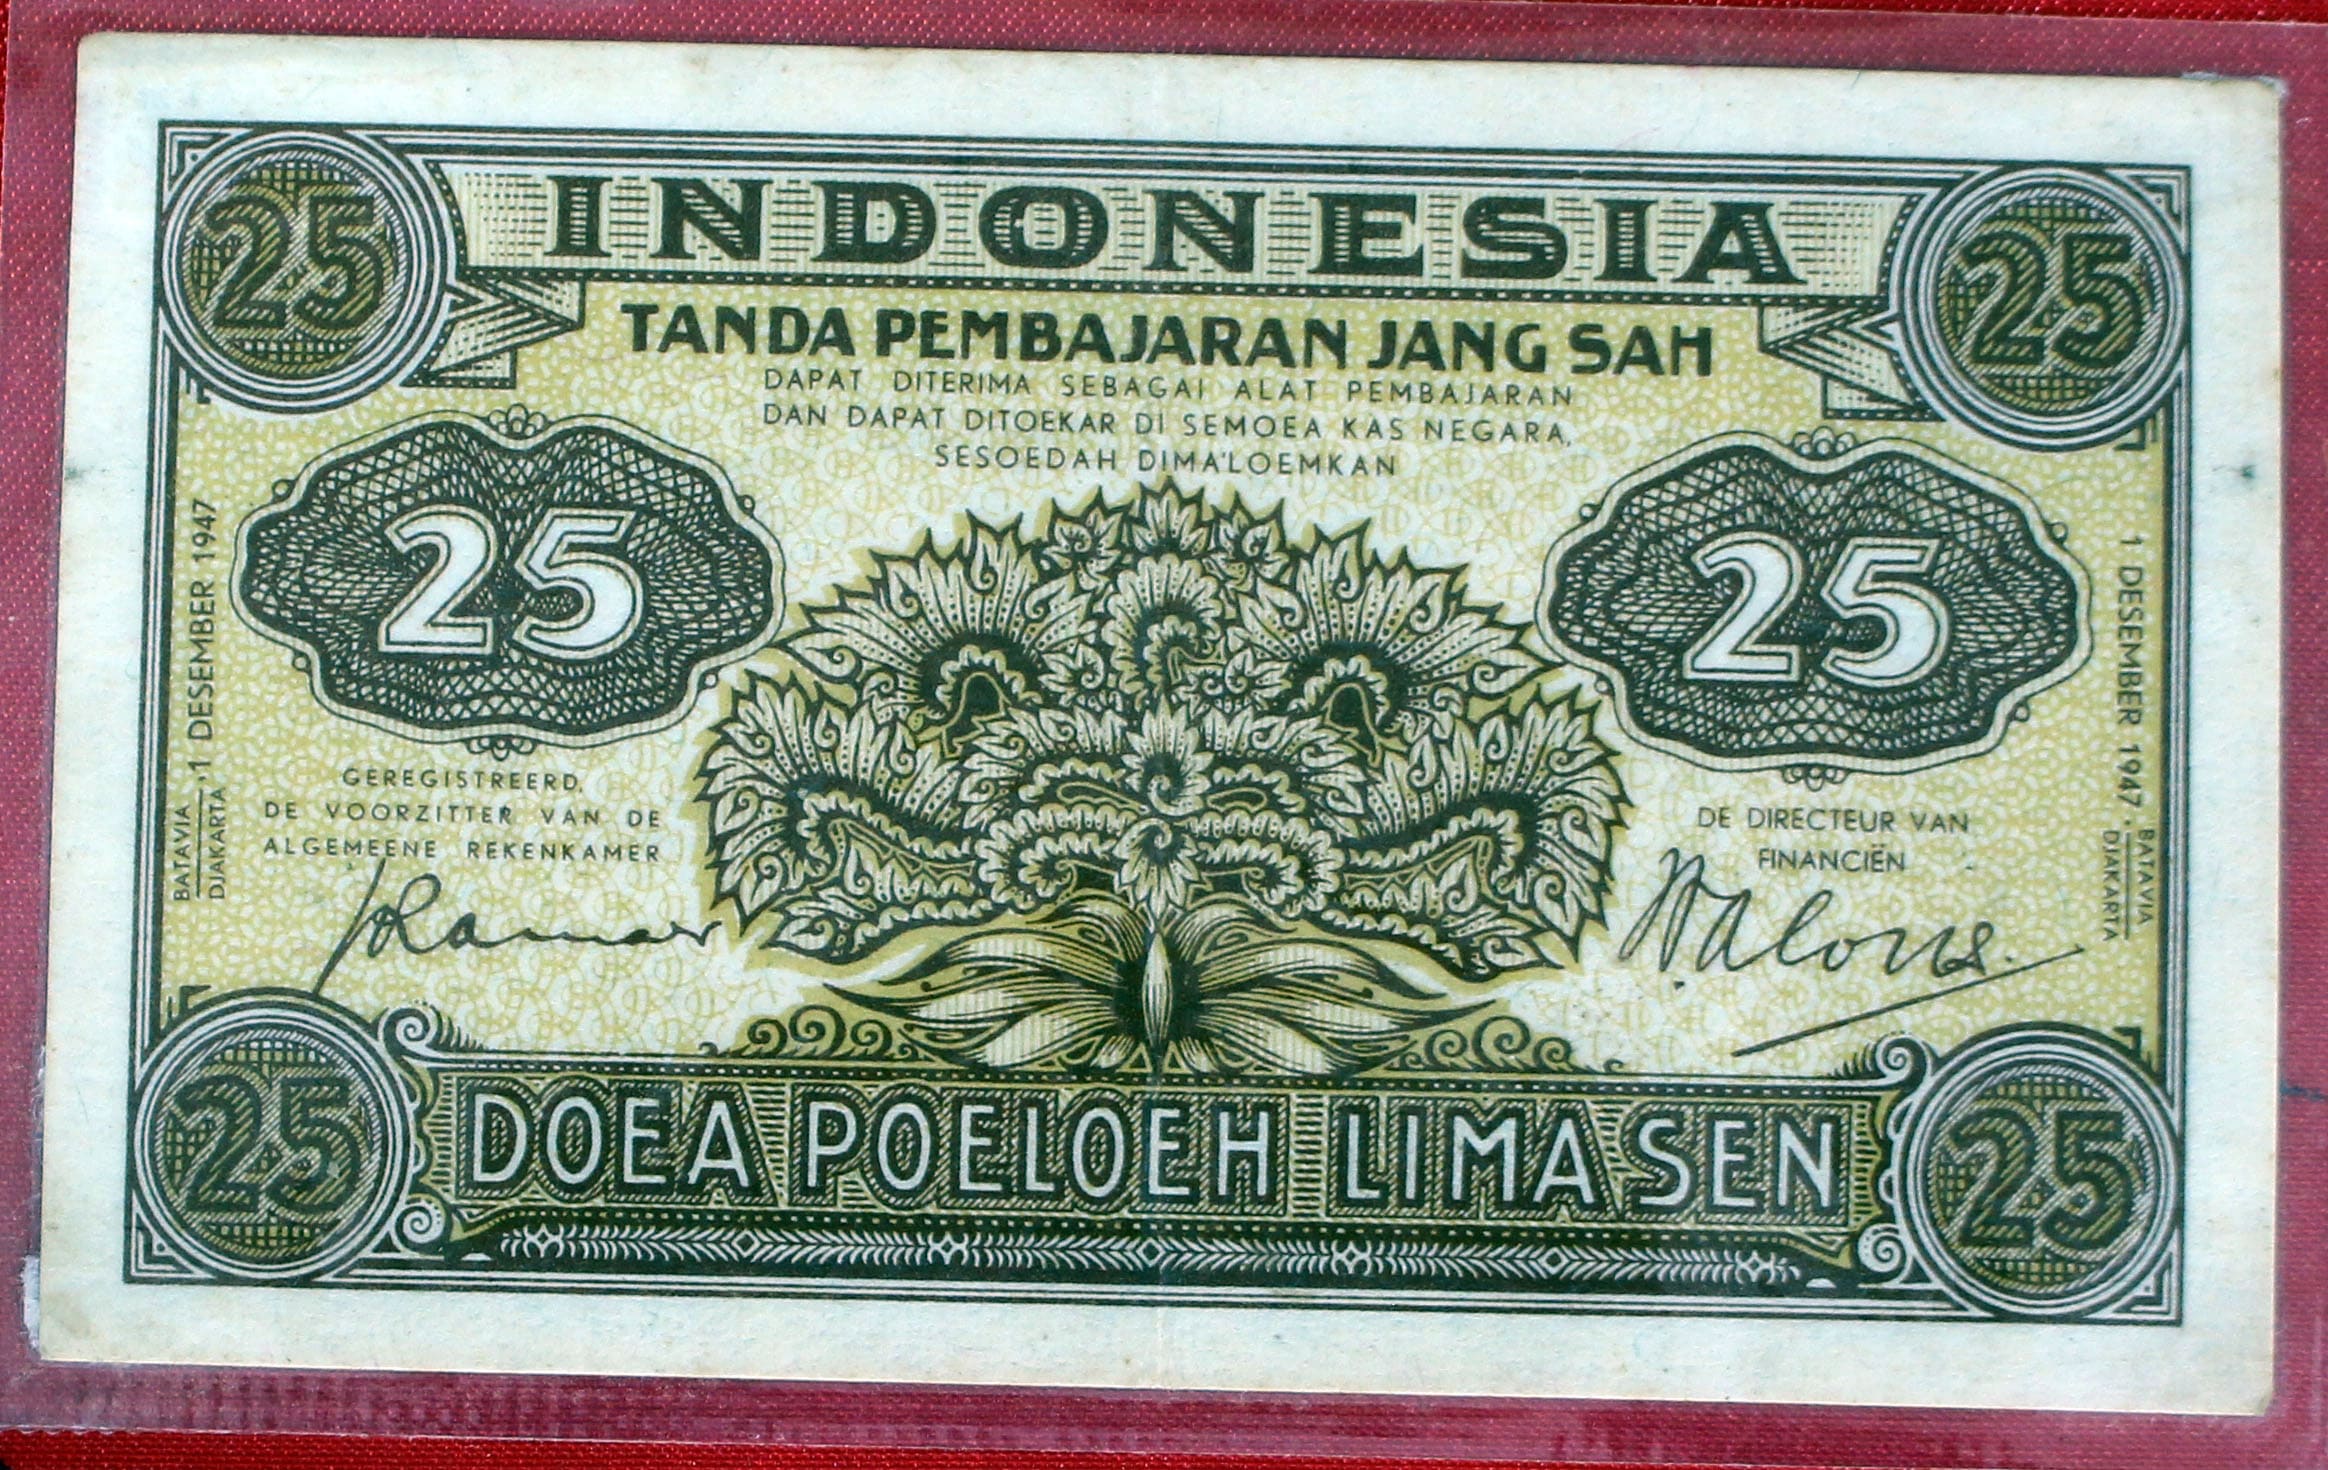 25
INDONESIA
25
TANDA PEMBAJARAN JANG SAH
DAPAT DITERIMA SEBAGAI ALAT PEMBAJARAN
DAN DAPAT DITOEKAR DI SEMOEA KAS NEGARA,
SESOEDAH DIMA'LOEMKAN
25
25
BATAVIA
DJAKARTA, 1 DESEMBER 1947
1 DESEMBER 1947. BATAVIA
DJAKARTA
GEREGISTREERD,
DE VOORZITTER VAN DE
ALGEMEENE REKENKAMER
DE DIRECTEUR VAN
FINANCIËN
25
DOEA POELOEH LIMA SEN
25